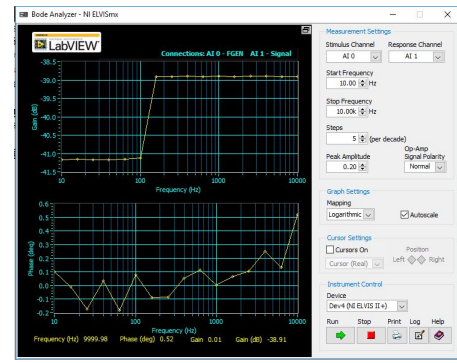 Bode Analyzer - NI ELVISmx
LabVIEW
Connections: AI 0 - FGEN AI 1 - Signal
-38.5
-39.0
-39.5
-40.0
-40.5
-41.0
-41.5
Gain (dB)
10 100 1000 10000
Frequency (Hz)
0.6
0.5
0.4
0.3
0.2
0.1
0.0
-0.1
-0.2
Phase (deg)
10 100 1000 10000
Frequency (Hz)
Frequency (Hz) 9999.98 Phase (deg) 0.52 Gain 0.01 Gain (dB) -38.91
Measurement Settings
Stimulus Channel Response Channel
AI 0 AI 1
Start Frequency
10.00 Hz
Stop Frequency
10.00k Hz
Steps
5 (per decade)
Op-Amp
Peak Amplitude Signal Polarity
0.20 Normal
Graph Settings
Mapping
Logarithmic Autoscale
Cursor Settings
Cursors On Position
Cursor (Real) Left Right
Instrument Control
Device
Dev4 (NI ELVIS II+)
Run Stop Print Log Help